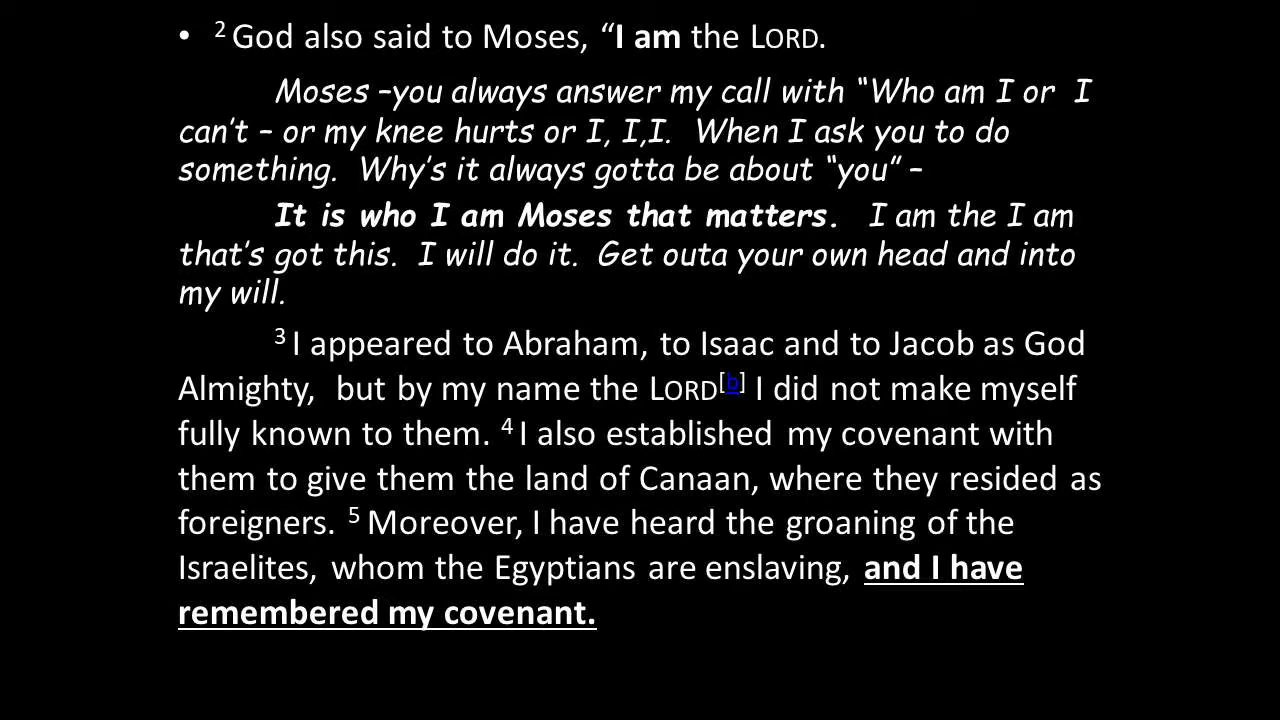 • ² God also said to Moses, “I am the LORD.
Moses –you always answer my call with “Who am I or I
can’t – or my knee hurts or I, I,I. When I ask you to do
something. Why’s it always gotta be about “you” –
It is who I am Moses that matters. I am the I am
that’s got this. I will do it. Get outa your own head and into
my will.
³ I appeared to Abraham, to Isaac and to Jacob as God
Almighty, but by my name the LORD[b] I did not make myself
fully known to them. ⁴ I also established my covenant with
them to give them the land of Canaan, where they resided as
foreigners. ⁵ Moreover, I have heard the groaning of the
Israelites, whom the Egyptians are enslaving, and I have
remembered my covenant.